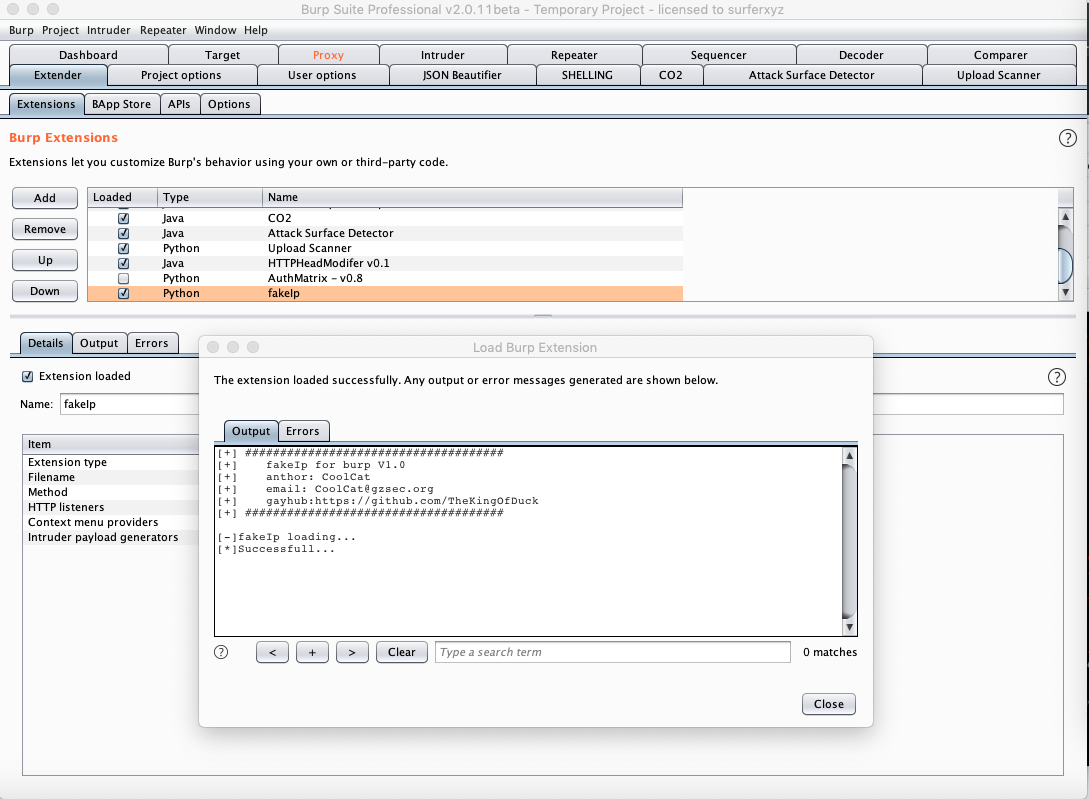 Burp Suite Professional v2.0.11beta - Temporary Project - licensed to surferxyz
Burp Project Intruder Repeater Window Help
Dashboard Target Proxy Intruder Repeater Sequencer Decoder Comparer
Extender Project options User options JSON Beautifier SHELLING CO2 Attack Surface Detector Upload Scanner
Extensions BApp Store APIs Options
Burp Extensions
?
Extensions let you customize Burp's behavior using your own or third-party code.
Add
Remove
Up
Down
Loaded Type Name
Java CO2
Java Attack Surface Detector
Python Upload Scanner
Java HTTPHeadModifer v0.1
Python AuthMatrix - v0.8
Python fakeIp
Details Output Errors
Extension loaded
?
Name: fakeIp
Item
Extension type
Filename
Method
HTTP listeners
Context menu providers
Intruder payload generators
Load Burp Extension
The extension loaded successfully. Any output or error messages generated are shown below.
Output Errors
[+] #####################################
[+]    fakeIp for burp V1.0
[+]    anthor: CoolCat
[+]    email: CoolCat@gzsec.org
[+]    gayhub:https://github.com/TheKingOfDuck
[+] #####################################
[-]fakeIp loading...
[*]Successfull...
? < + > Clear Type a search term 0 matches
Close